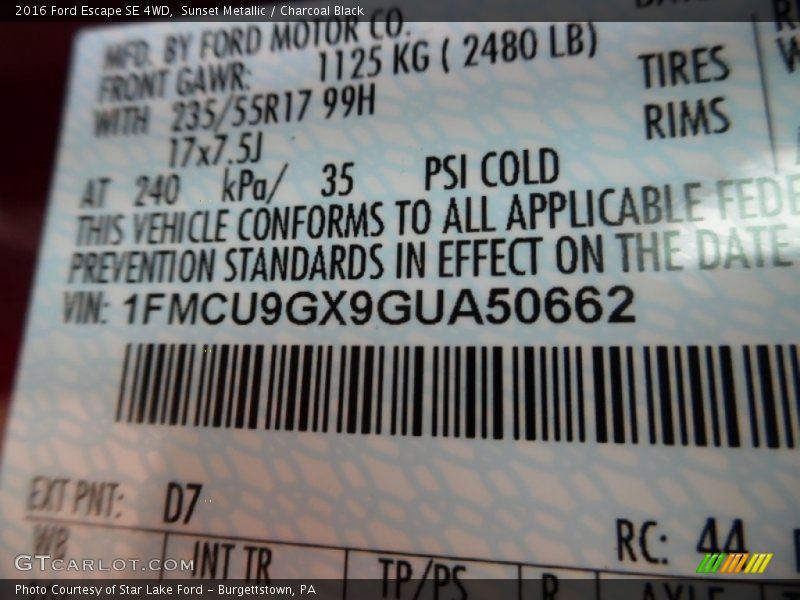 2016 Ford Escape SE 4WD, Sunset Metallic / Charcoal Black
MFD. BY FORD MOTOR CO.
FRONT GAWR: 1125 KG ( 2480 LB)
WITH 235/55R17 99H TIRES
17x7.5J RIMS
AT 240 kPa/ 35 PSI COLD
THIS VEHICLE CONFORMS TO ALL APPLICABLE FEDE
PREVENTION STANDARDS IN EFFECT ON THE DATE
VIN: 1FMCU9GX9GUA50662
EXT PNT: D7
RC: 44
WB INT TR TP/PS R AXLE
GTCARLOT.COM
Photo Courtesy of Star Lake Ford - Burgettstown, PA